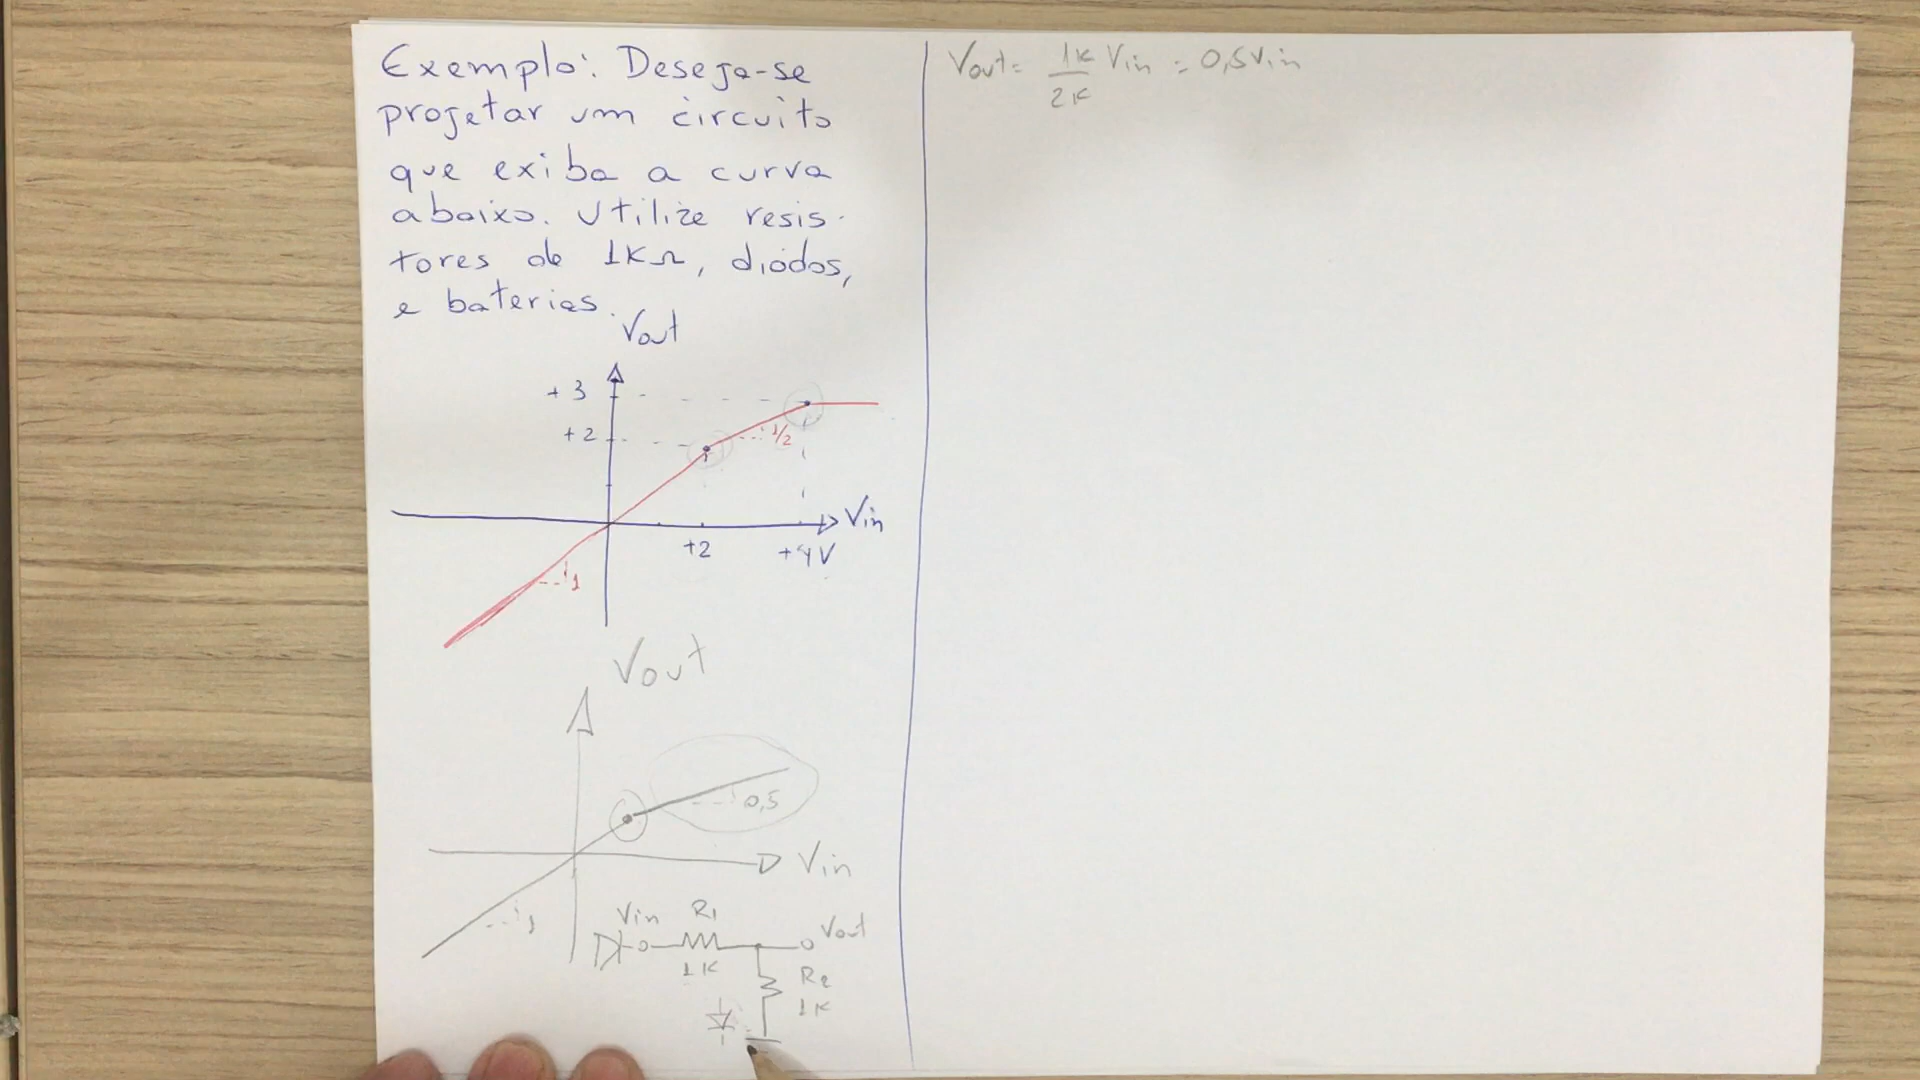 Exemplo: Deseja-se
projetar um circuito
que exiba a curva
abaixo. Utilize resis-
tores de 1KΩ, diodos,
e baterias.
Vout
+3
+2
1/2
Vin
+2
+4V
1
Vout
0,5
Vin
1
Vin
R1
Vout
1K
R2
1K
Vout = 1K/2K Vin = 0,5Vin